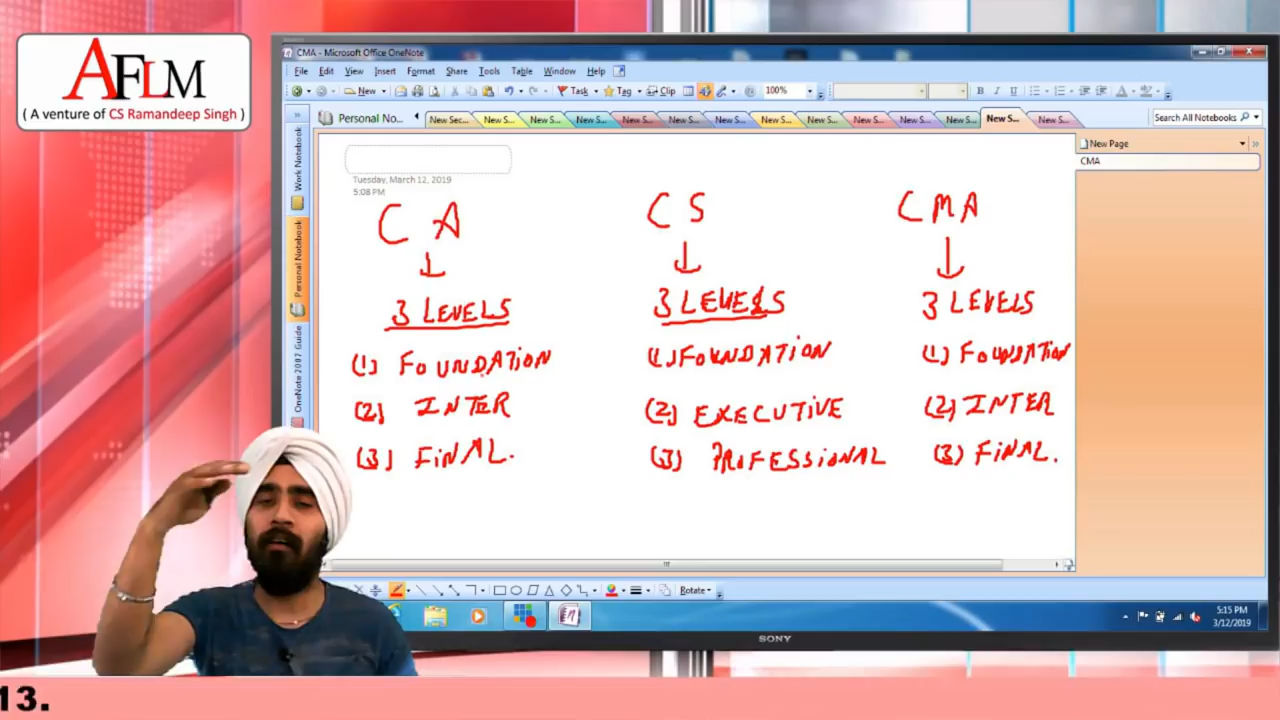 AFLM
( A venture of CS Ramandeep Singh )
CMA - Microsoft Office OneNote
File Edit View Insert Format Share Tools Table Window Help
New Task Tag Clip 100%
Personal No... New Sec... New S... New S... New S... New S... New S... New S... New S... New S... New S... New S... New S... New S... New S... Search All Notebooks
Work Notebook
Personal Notebook
OneNote 2007 Guide
New Page
CMA
Tuesday, March 12, 2019
5:08 PM
CA CS CMA
3 LEVELS 3 LEVELS 3 LEVELS
(1) FOUNDATION (1) FOUNDATION (1) FOUNDATION
(2) INTER (2) EXECUTIVE (2) INTER
(3) FINAL. (3) PROFESSIONAL (3) FINAL.
Rotate
5:15 PM
3/12/2019
SONY
13.